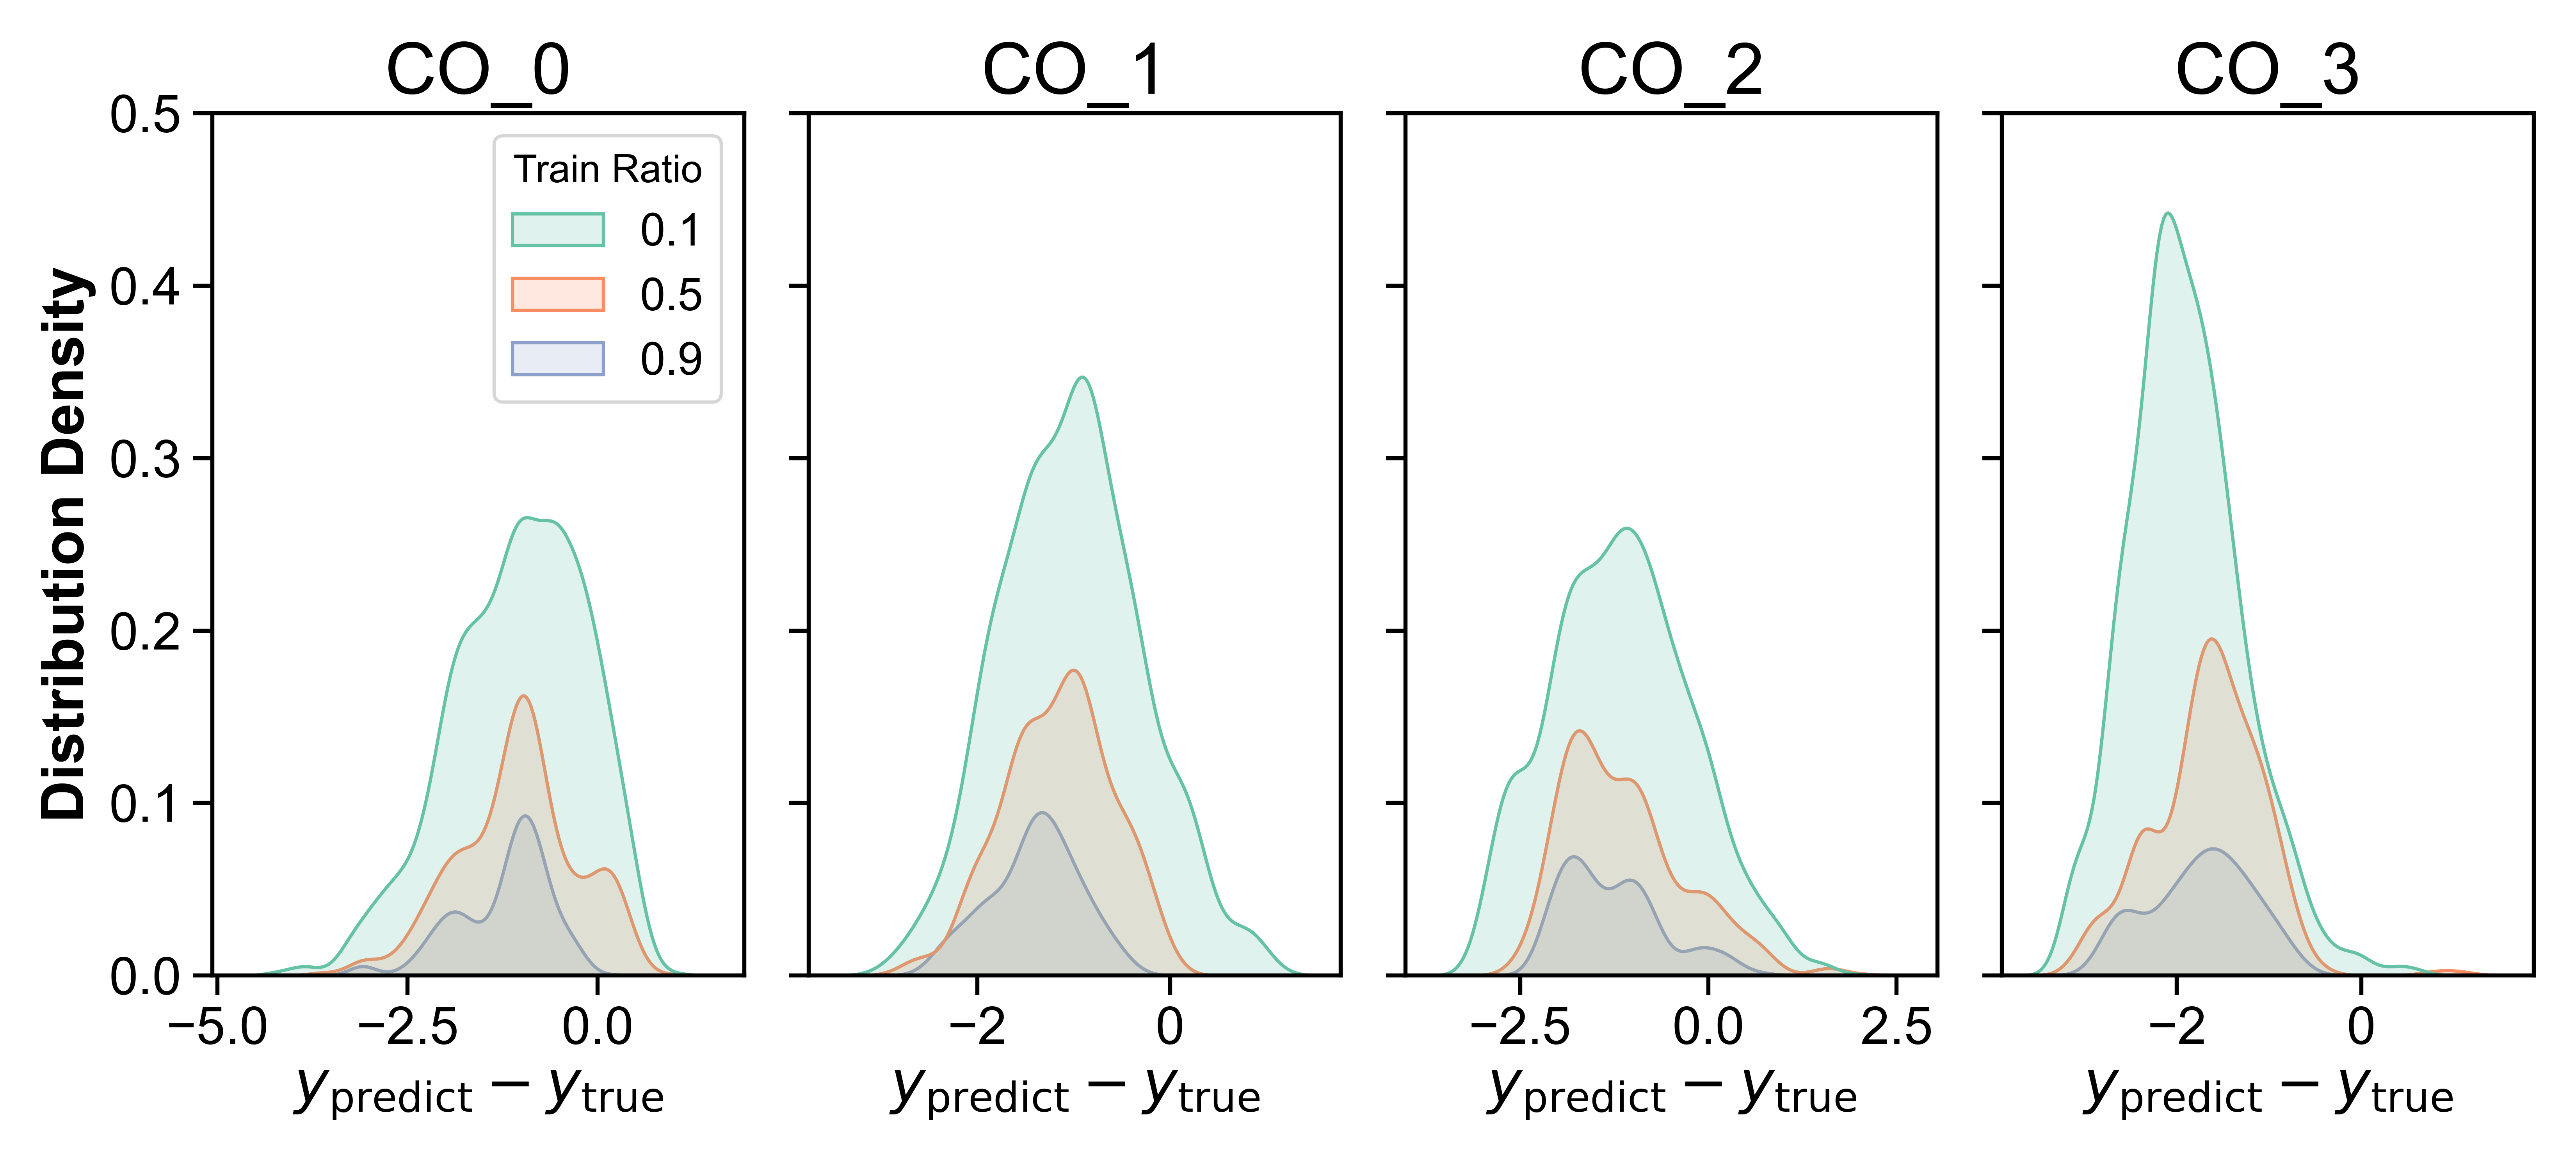 CO_0 CO_1 CO_2 CO_3
Distribution Density
0.5
0.4
0.3
0.2
0.1
0.0
Train Ratio
0.1
0.5
0.9
−5.0 −2.5 0.0
−2 0
−2.5 0.0 2.5
−2 0
y_predict − y_true
y_predict − y_true
y_predict − y_true
y_predict − y_true